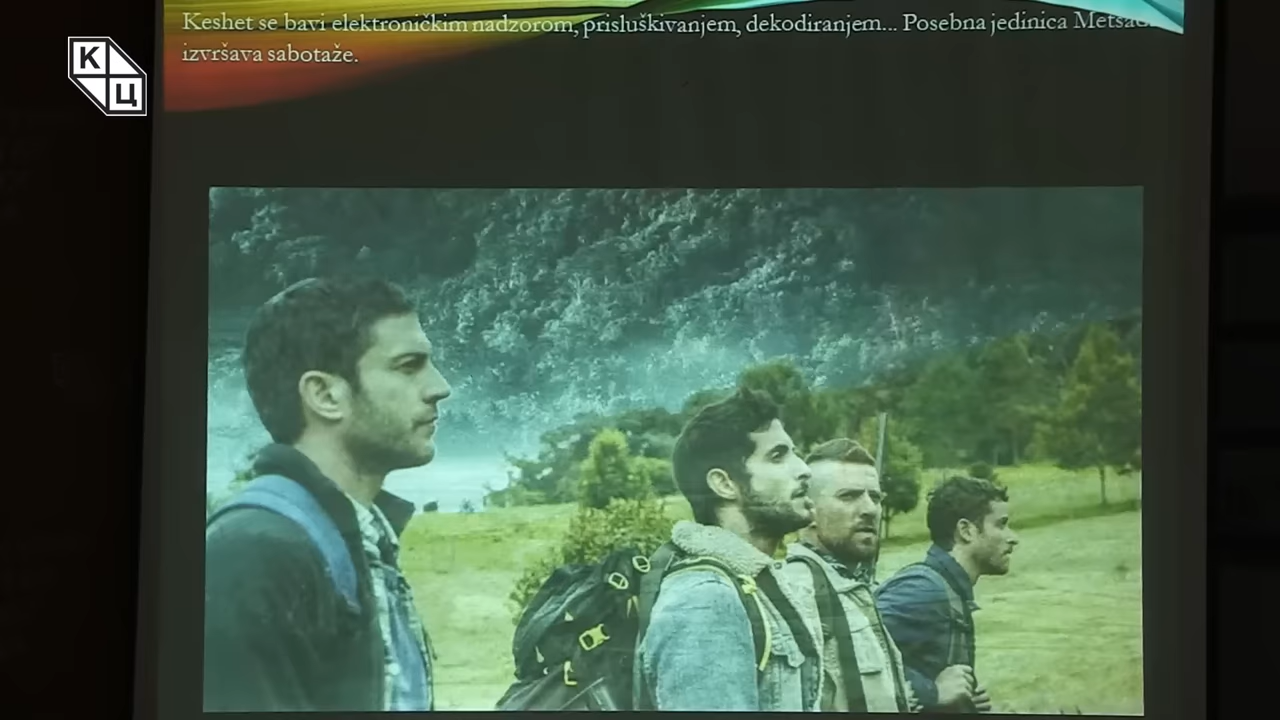 Keshet se bavi elektroničkim nadzorom, prisluškivanjem, dekodiranjem... Posebna jedinica
izvršava sabotaže.
К
Ц